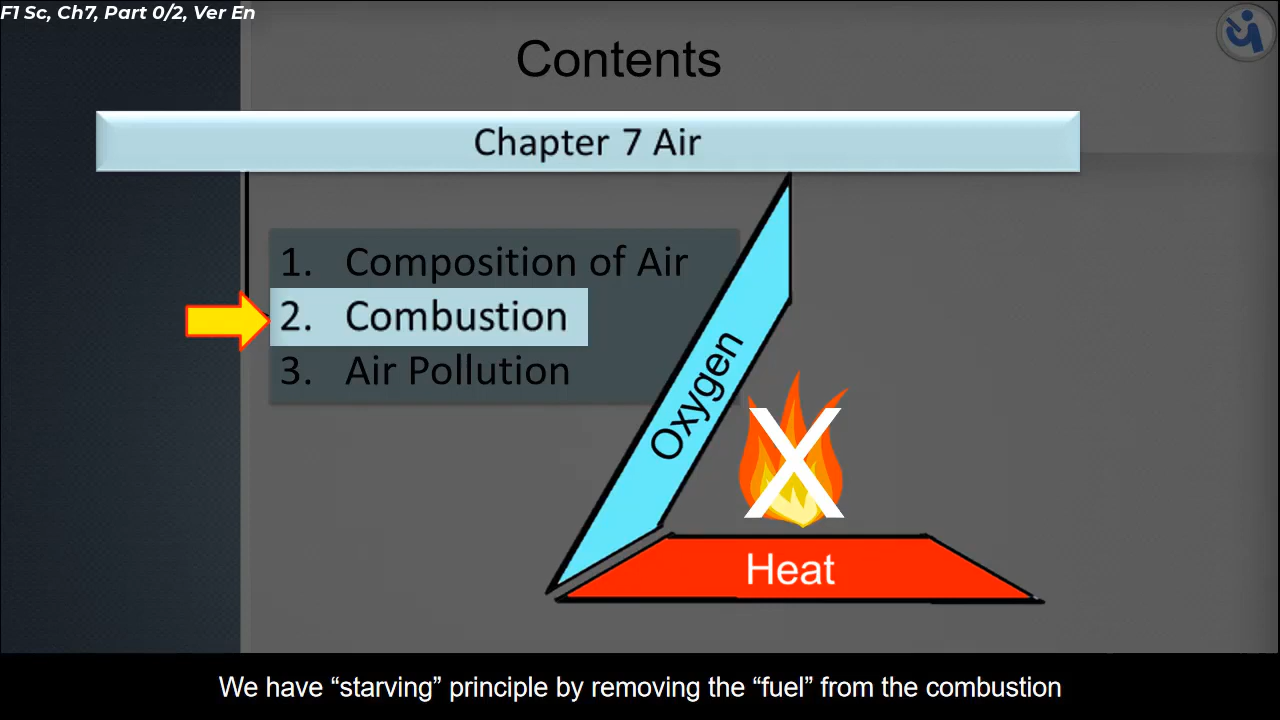 F1 Sc, Ch7, Part 0/2, Ver En
Contents
Chapter 7 Air
1. Composition of Air
2. Combustion
3. Air Pollution
Oxygen
X
Heat
We have “starving” principle by removing the “fuel” from the combustion